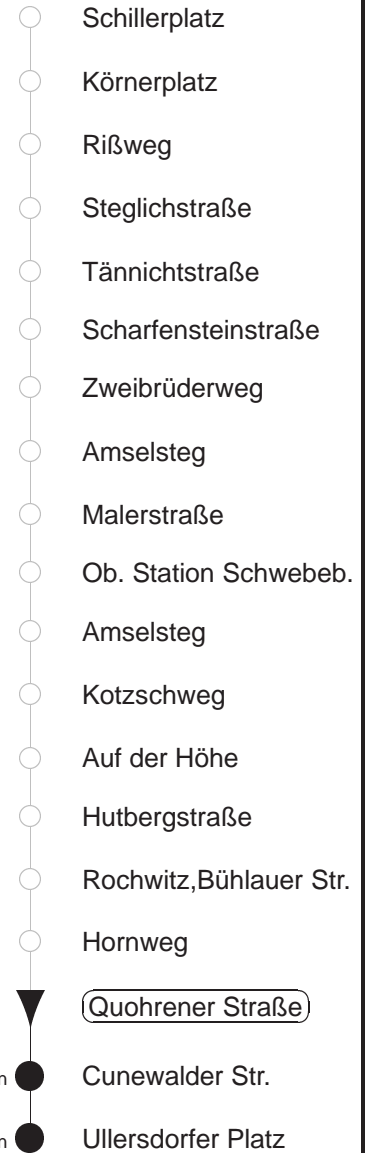 Schillerplatz
Körnerplatz
Rißweg
Steglichstraße
Tännichtstraße
Scharfensteinstraße
Zweibrüderweg
Amselsteg
Malerstraße
Ob. Station Schwebeb.
Amselsteg
Kotzschweg
Auf der Höhe
Hutbergstraße
Rochwitz,Bühlauer Str.
Hornweg
Quohrener Straße
Cunewalder Str.
Ullersdorfer Platz